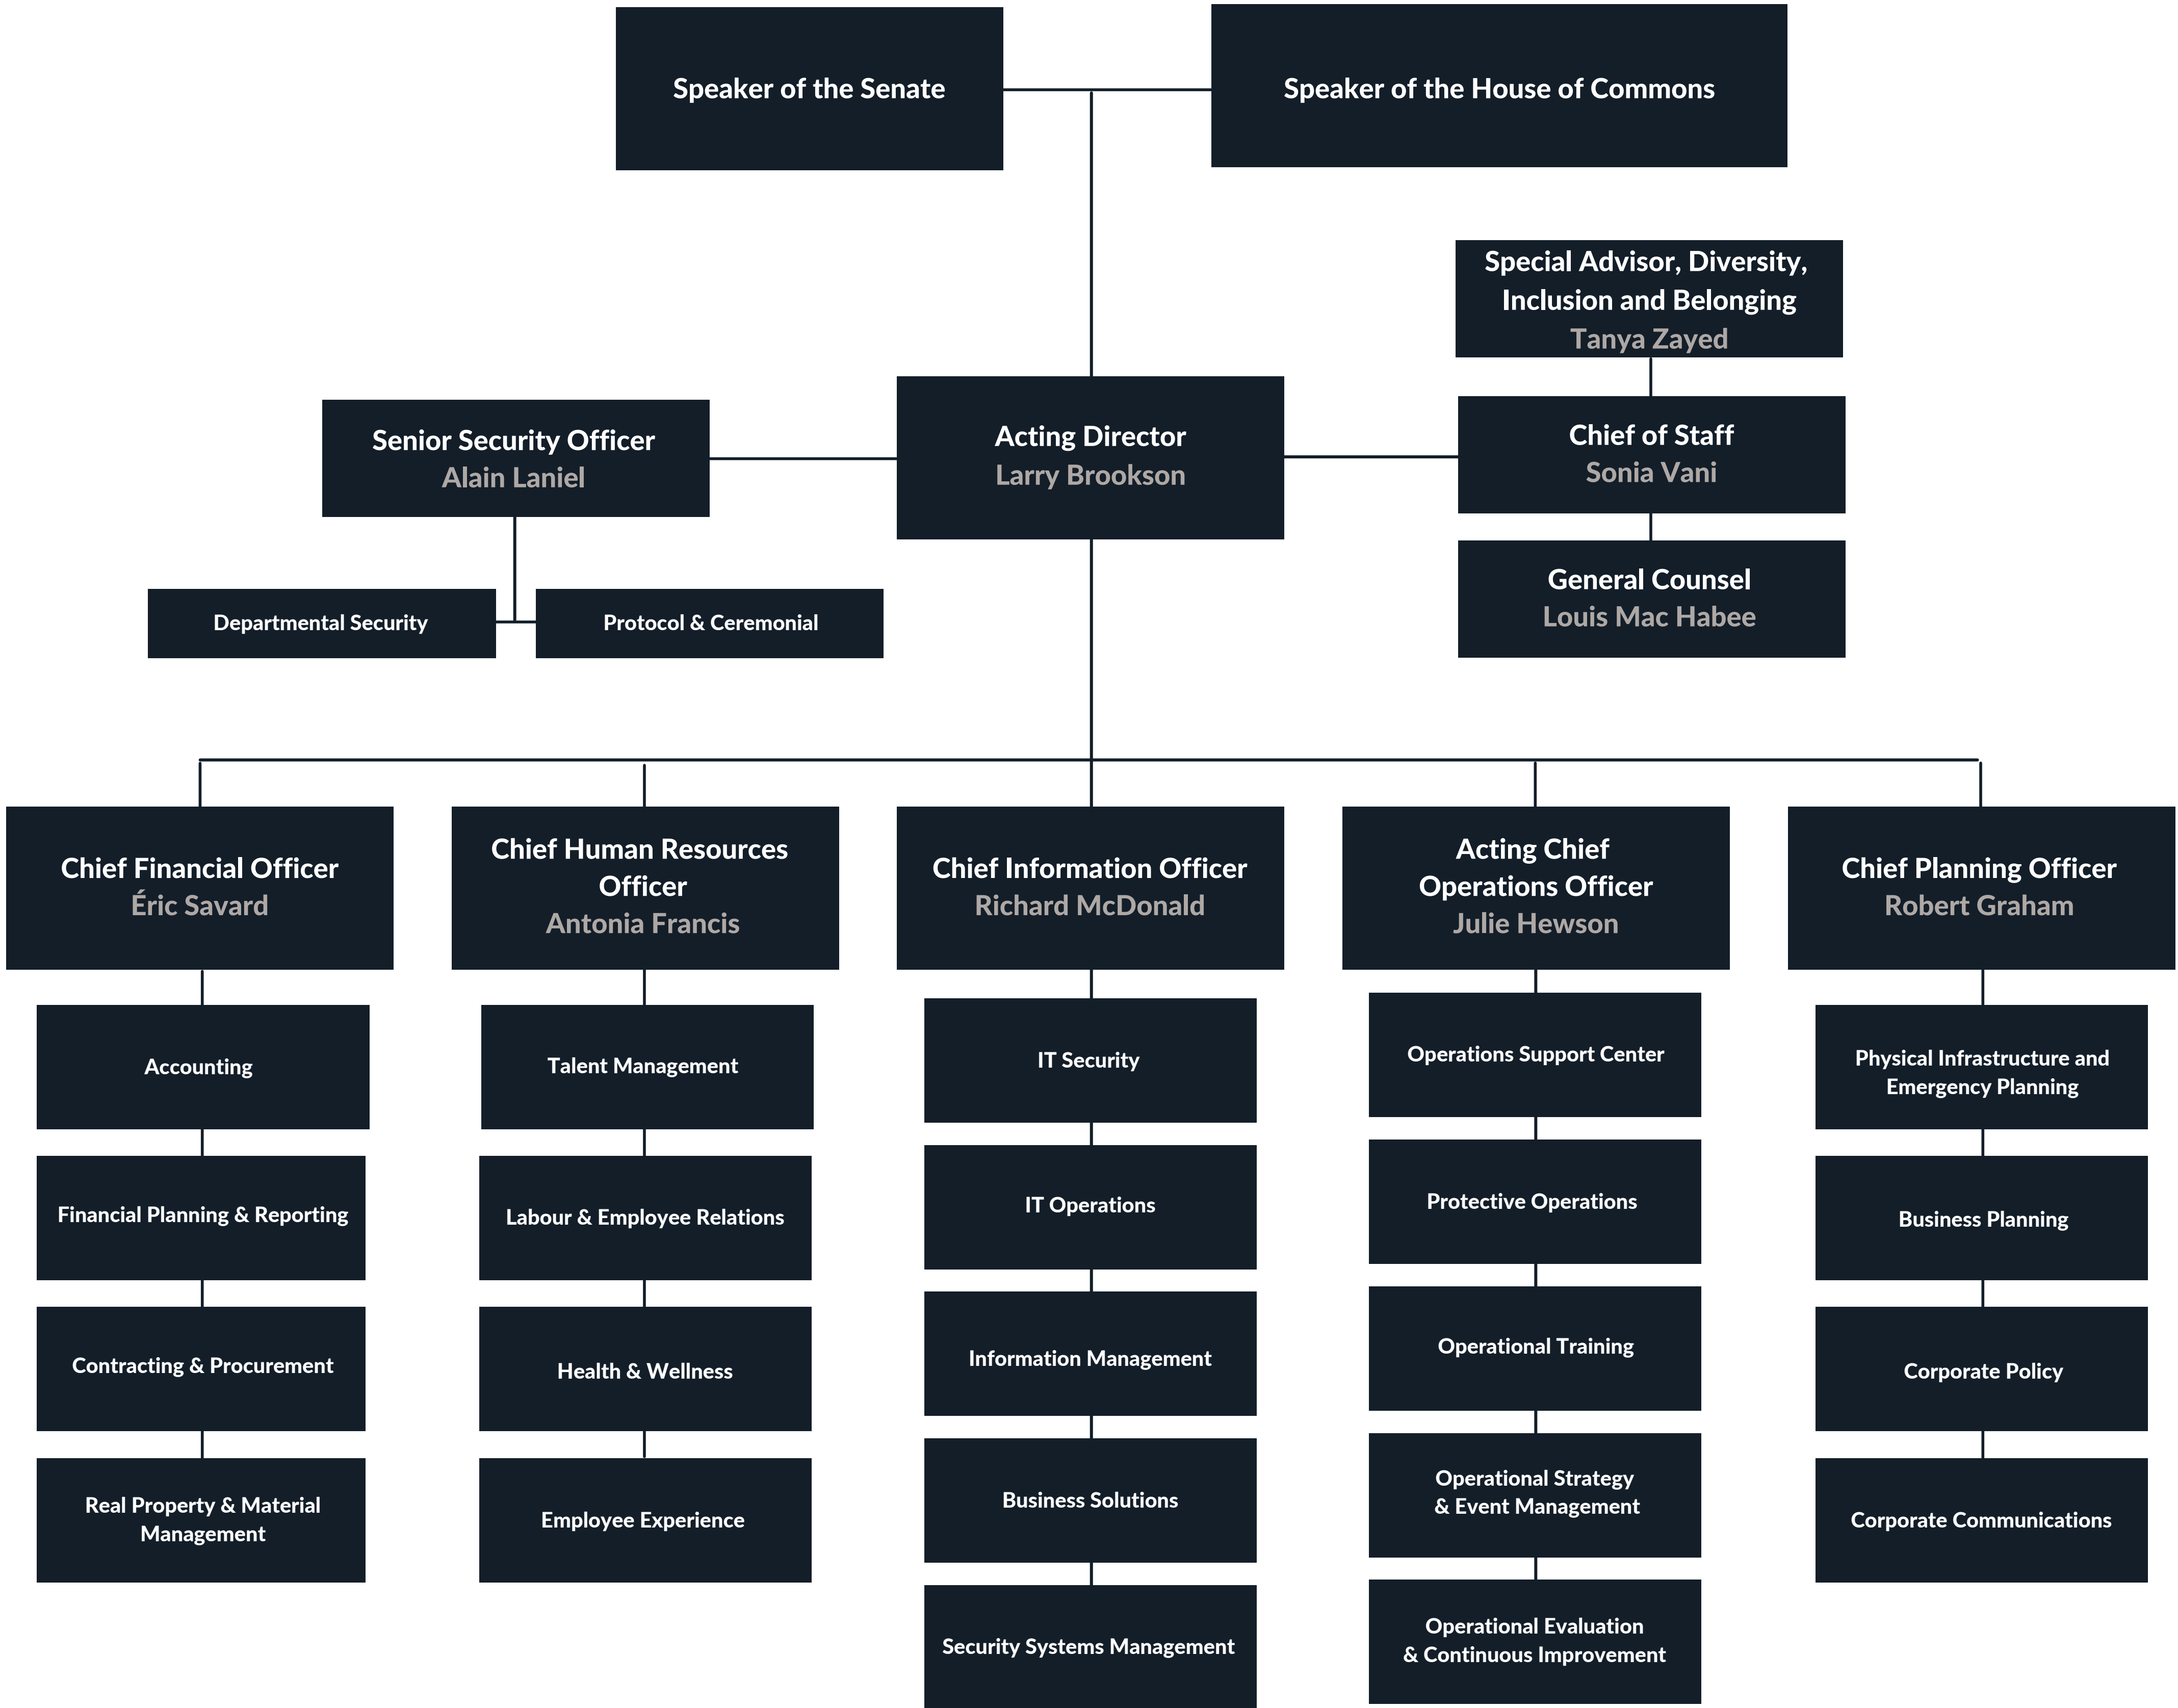 Speaker of the Senate
Speaker of the House of Commons
Special Advisor, Diversity,
Inclusion and Belonging
Tanya Zayed
Senior Security Officer
Alain Laniel
Acting Director
Larry Brookson
Chief of Staff
Sonia Vani
General Counsel
Louis Mac Habee
Departmental Security
Protocol & Ceremonial
Chief Financial Officer
Éric Savard
Accounting
Financial Planning & Reporting
Contracting & Procurement
Real Property & Material
Management
Chief Human Resources
Officer
Antonia Francis
Talent Management
Labour & Employee Relations
Health & Wellness
Employee Experience
Chief Information Officer
Richard McDonald
IT Security
IT Operations
Information Management
Business Solutions
Security Systems Management
Acting Chief
Operations Officer
Julie Hewson
Operations Support Center
Protective Operations
Operational Training
Operational Strategy
& Event Management
Operational Evaluation
& Continuous Improvement
Chief Planning Officer
Robert Graham
Physical Infrastructure and
Emergency Planning
Business Planning
Corporate Policy
Corporate Communications